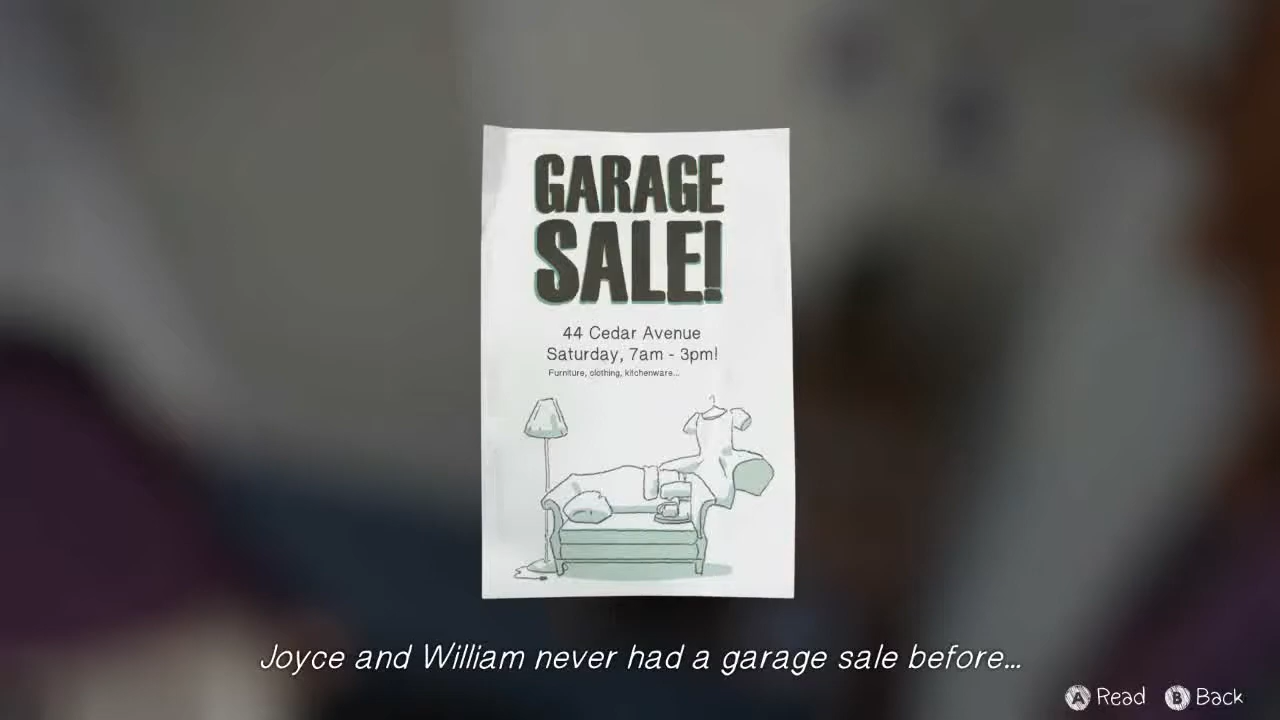 GARAGE
SALE!
44 Cedar Avenue
Saturday, 7am - 3pm!
Furniture, clothing, kitchenware...
Joyce and William never had a garage sale before...
A Read B Back